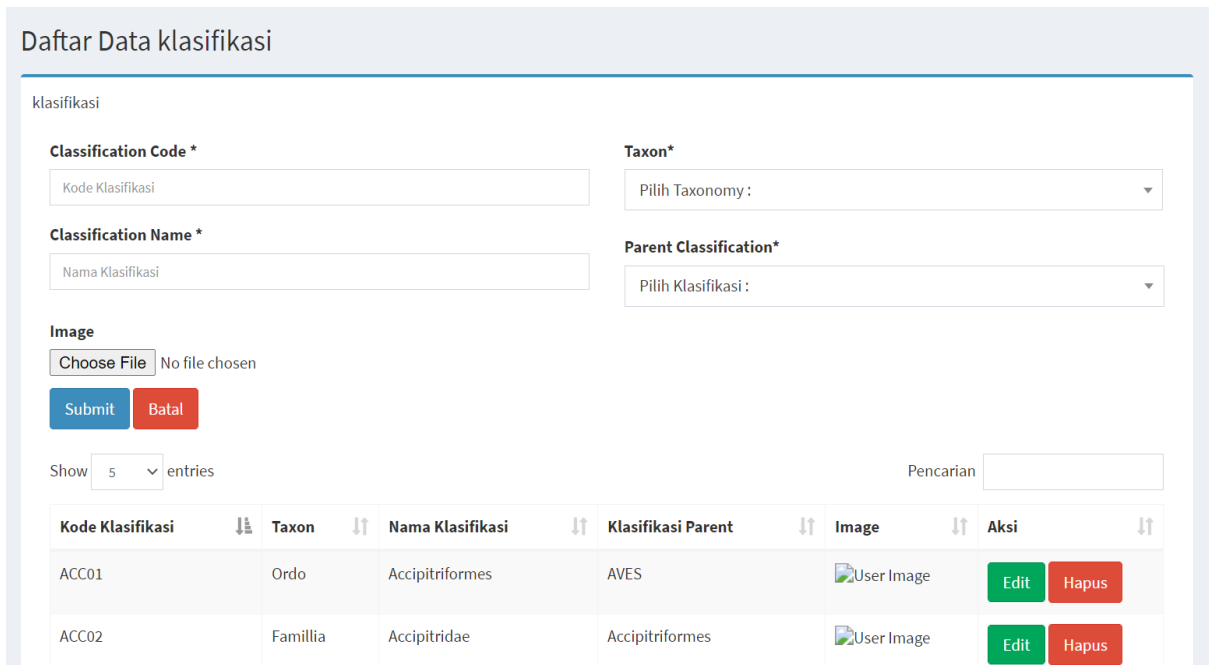 Daftar Data klasifikasi
klasifikasi
Classification Code *
Kode Klasifikasi
Classification Name *
Nama Klasifikasi
Taxon*
Pilih Taxonomy :
Parent Classification*
Pilih Klasifikasi :
Image
Choose File No file chosen
Submit Batal
Show 5 entries Pencarian
Kode Klasifikasi Taxon Nama Klasifikasi Klasifikasi Parent Image Aksi
ACC01 Ordo Accipitriformes AVES User Image Edit Hapus
ACC02 Famillia Accipitridae Accipitriformes User Image Edit Hapus